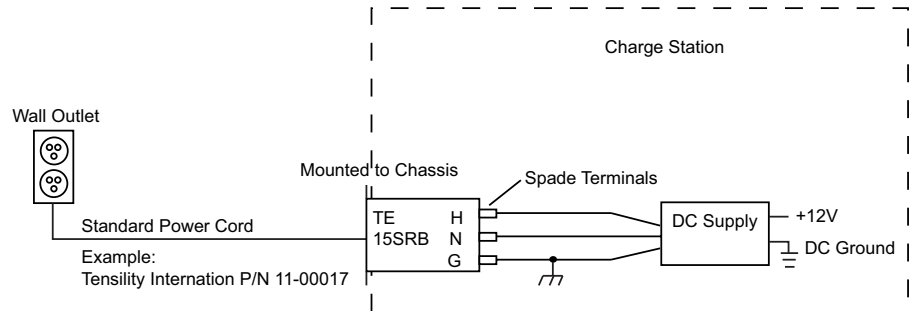 Charge Station
Wall Outlet
Mounted to Chassis
Spade Terminals
Standard Power Cord
Example:
Tensility Internation P/N 11-00017
TE
15SRB
H
N
G
DC Supply
+12V
DC Ground